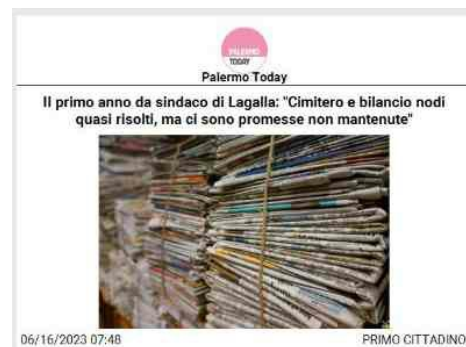 PALERMO
TODAY
Palermo Today
Il primo anno da sindaco di Lagalla: "Cimitero e bilancio nodi
quasi risolti, ma ci sono promesse non mantenute"
06/16/2023 07:48
PRIMO CITTADINO